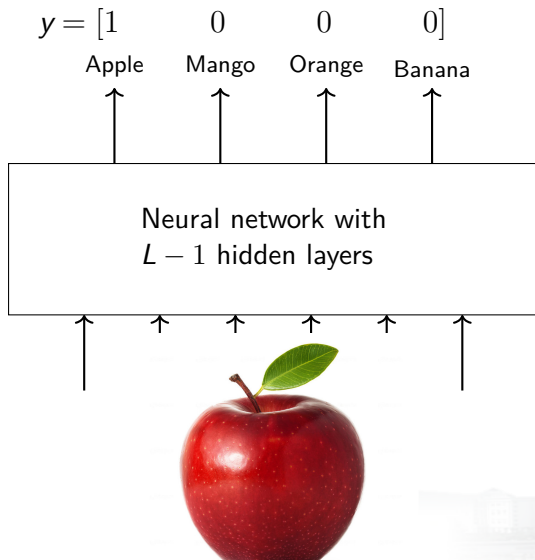 y = [1 0 0 0]
Apple Mango Orange Banana
Neural network with
L − 1 hidden layers